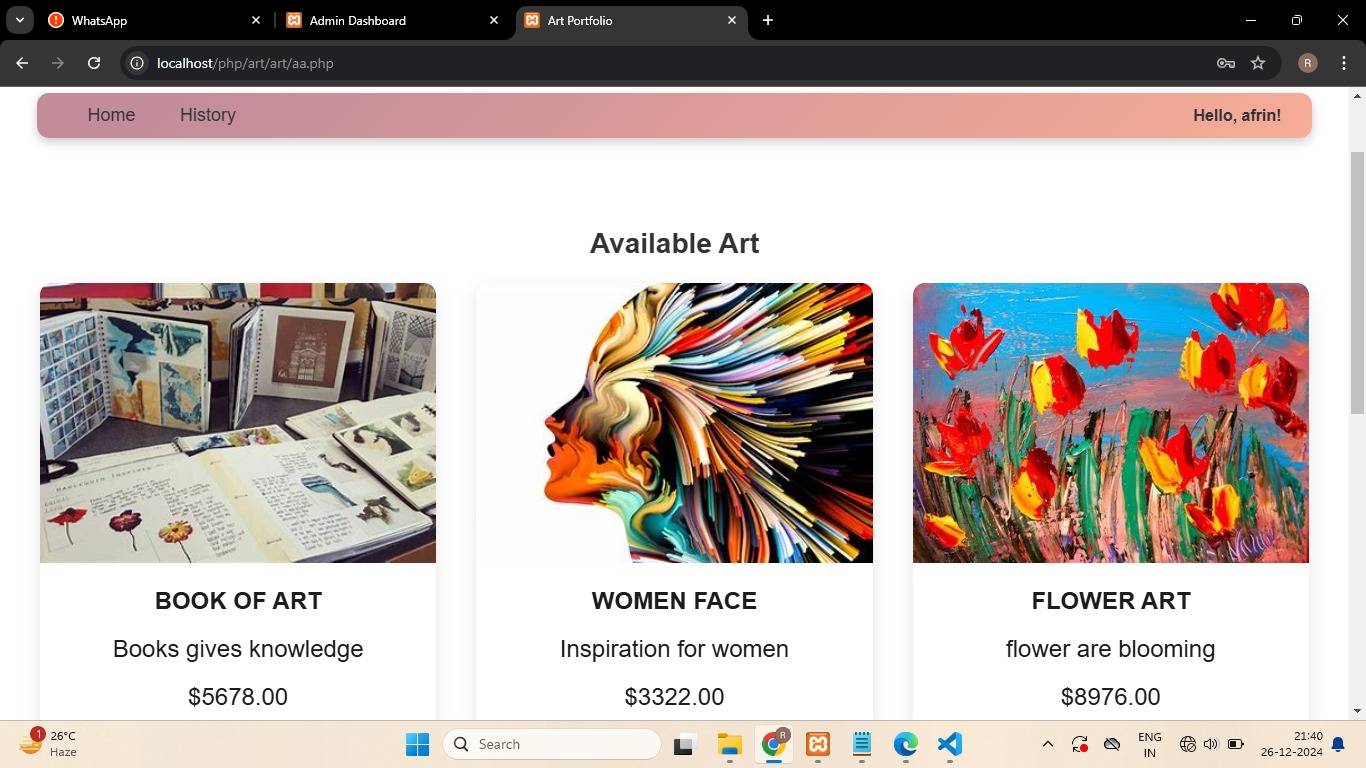 WhatsApp
Admin Dashboard
Art Portfolio
localhost/php/art/art/aa.php
R
Home
History
Hello, afrin!
Available Art
BOOK OF ART
Books gives knowledge
$5678.00
WOMEN FACE
Inspiration for women
$3322.00
FLOWER ART
flower are blooming
$8976.00
1
26°C
Haze
Search
R
ENG
IN
21:40
26-12-2024